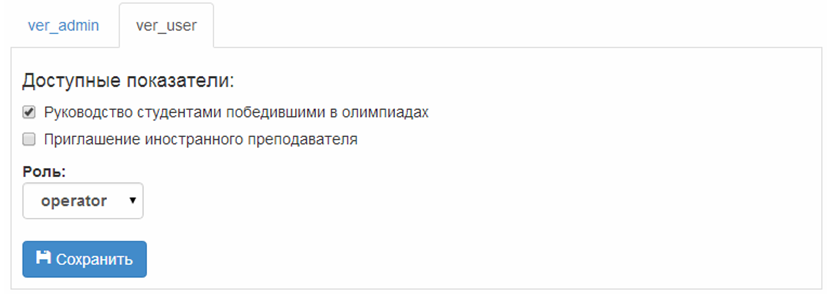 ver_admin ver_user
Доступные показатели:
Руководство студентами победившими в олимпиадах
Приглашение иностранного преподавателя
Роль:
operator
Сохранить